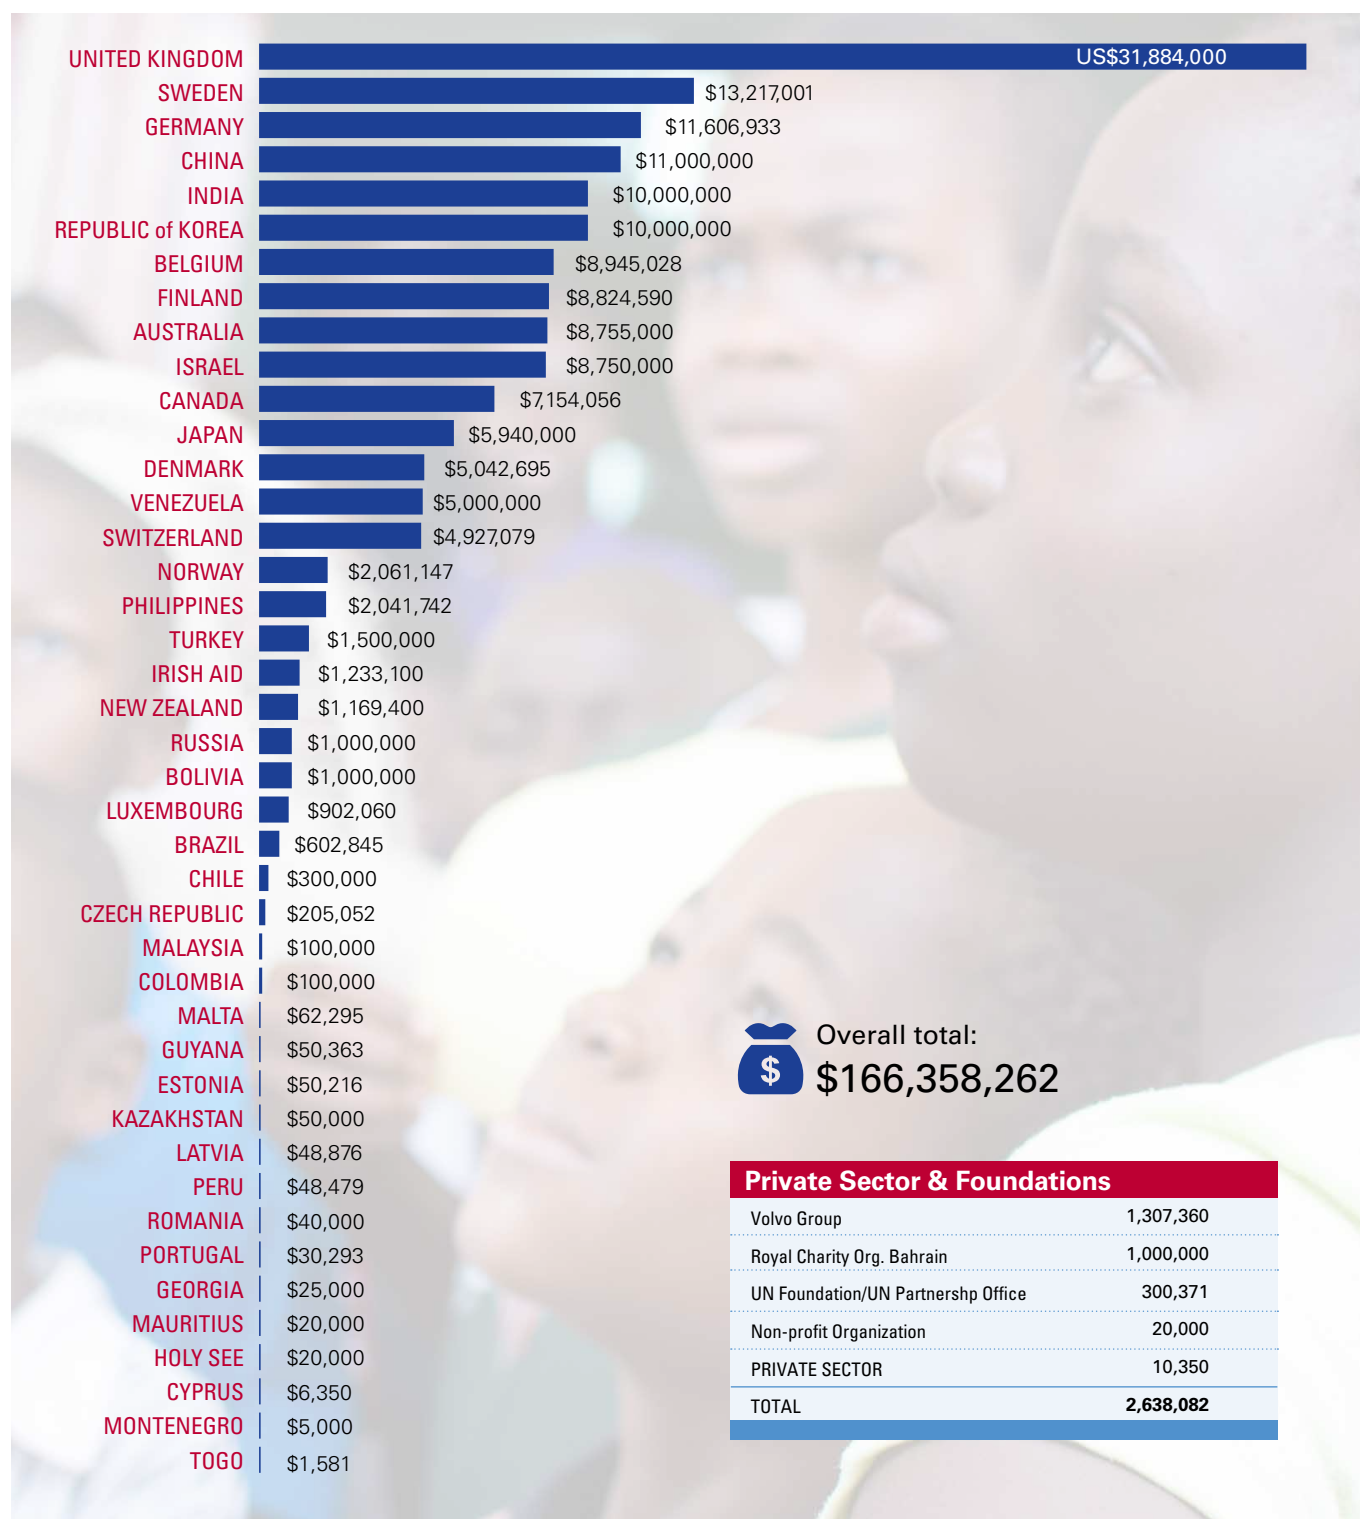 UNITED KINGDOM US$31,884,000
SWEDEN $13,217,001
GERMANY $11,606,933
CHINA $11,000,000
INDIA $10,000,000
REPUBLIC of KOREA $10,000,000
BELGIUM $8,945,028
FINLAND $8,824,590
AUSTRALIA $8,755,000
ISRAEL $8,750,000
CANADA $7,154,056
JAPAN $5,940,000
DENMARK $5,042,695
VENEZUELA $5,000,000
SWITZERLAND $4,927,079
NORWAY $2,061,147
PHILIPPINES $2,041,742
TURKEY $1,500,000
IRISH AID $1,233,100
NEW ZEALAND $1,169,400
RUSSIA $1,000,000
BOLIVIA $1,000,000
LUXEMBOURG $902,060
BRAZIL $602,845
CHILE $300,000
CZECH REPUBLIC $205,052
MALAYSIA $100,000
COLOMBIA $100,000
MALTA $62,295
GUYANA $50,363
ESTONIA $50,216
KAZAKHSTAN $50,000
LATVIA $48,876
PERU $48,479
ROMANIA $40,000
PORTUGAL $30,293
GEORGIA $25,000
MAURITIUS $20,000
HOLY SEE $20,000
CYPRUS $6,350
MONTENEGRO $5,000
TOGO $1,581
$
Overall total:
$166,358,262
Private Sector & Foundations
Volvo Group 1,307,360
Royal Charity Org. Bahrain 1,000,000
UN Foundation/UN Partnershp Office 300,371
Non-profit Organization 20,000
PRIVATE SECTOR 10,350
TOTAL 2,638,082